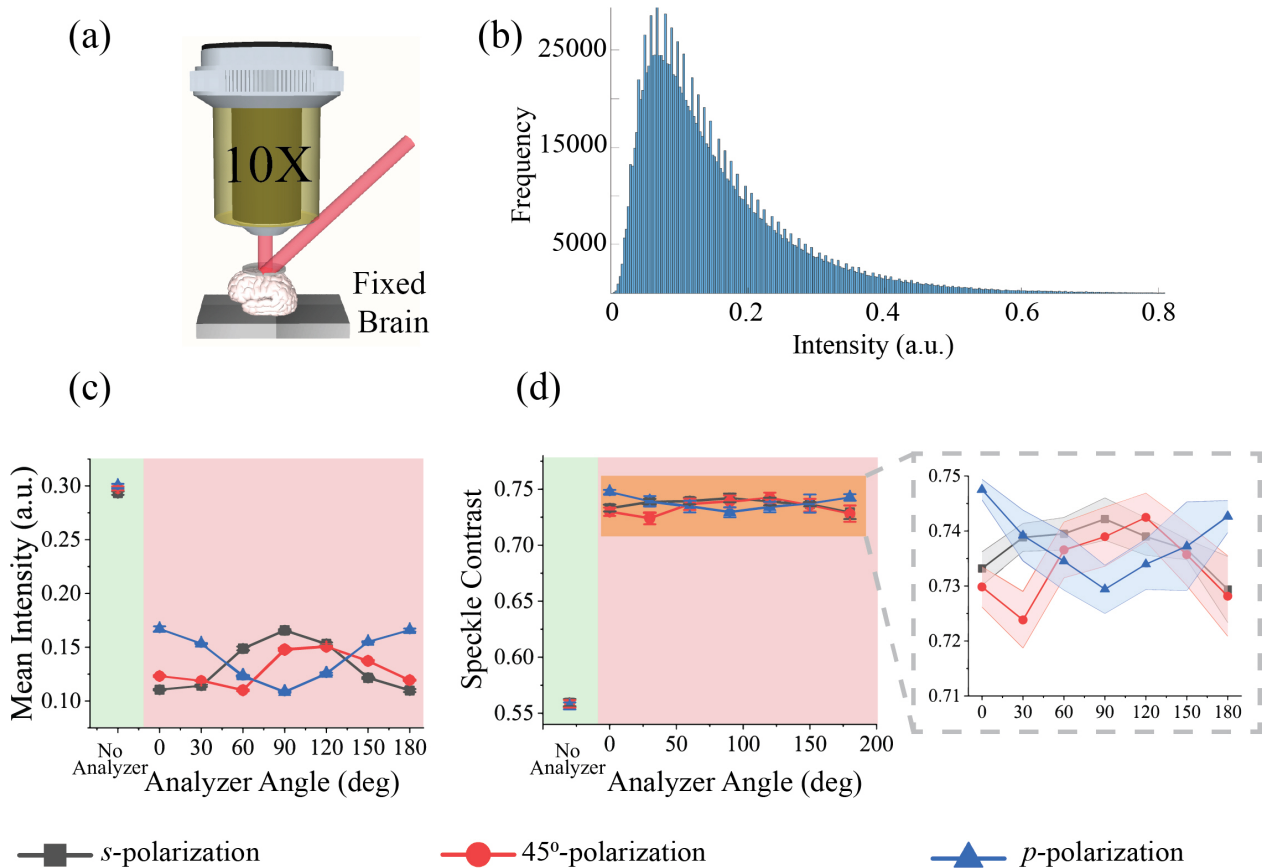 (a)
10X
Fixed
Brain
(b)
Frequency
25000
15000
5000
0 0.2 0.4 0.6 0.8
Intensity (a.u.)
(c)
Mean Intensity (a.u.)
0.30
0.25
0.20
0.15
0.10
No
Analyzer
0 30 60 90 120 150 180
Analyzer Angle (deg)
(d)
Speckle Contrast
0.75
0.70
0.65
0.60
0.55
No
Analyzer
0 50 100 150 200
Analyzer Angle (deg)
0.75
0.74
0.73
0.72
0.71
0 30 60 90 120 150 180
s-polarization
45º-polarization
p-polarization